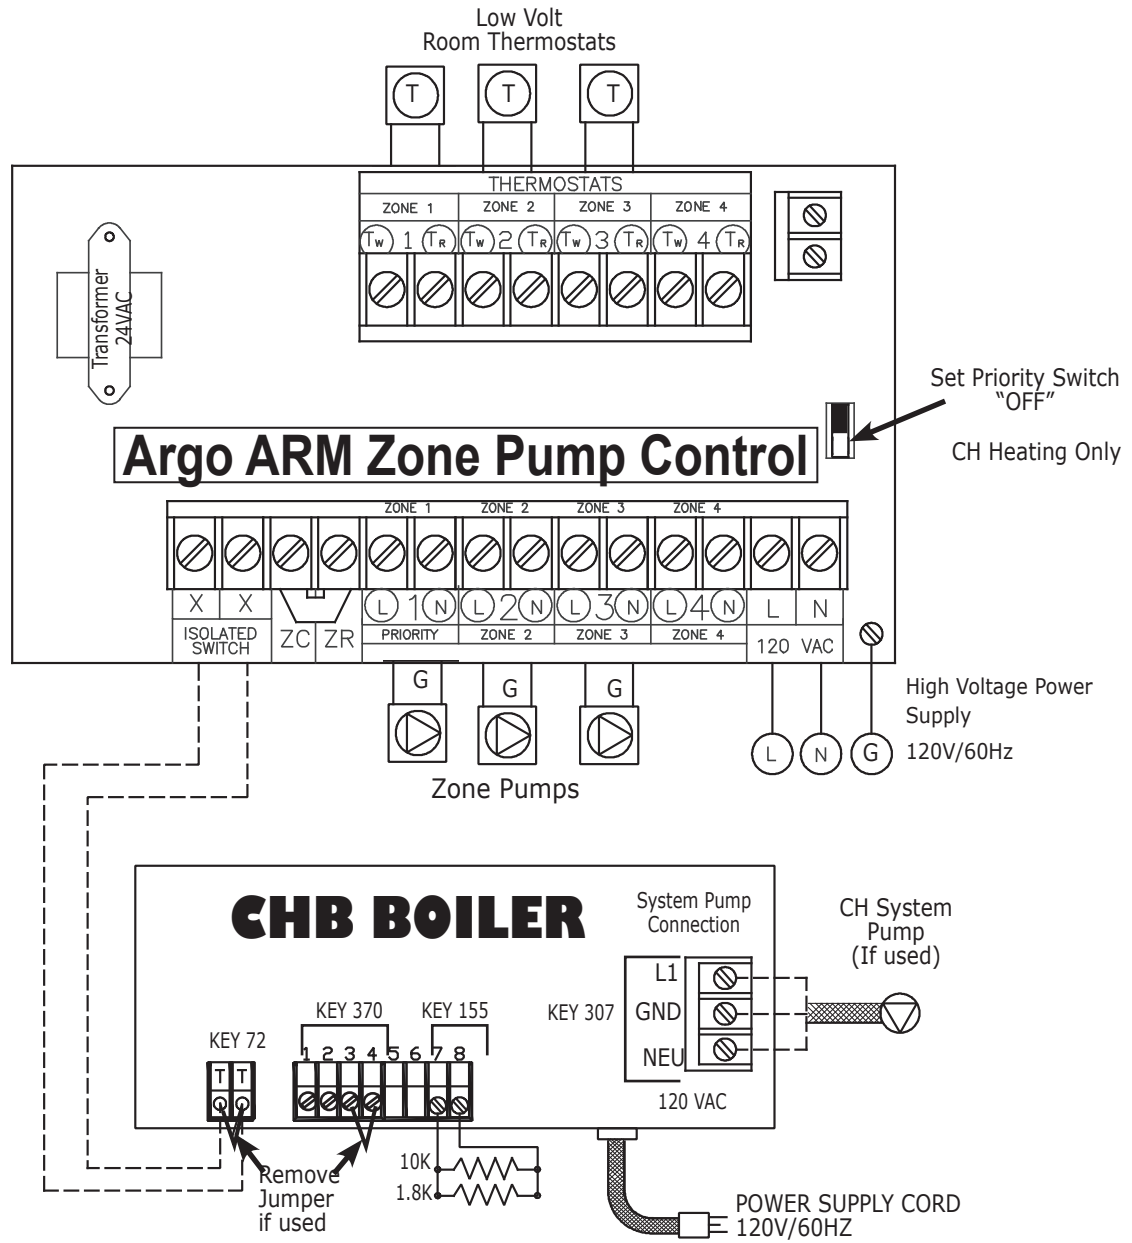 Low Volt
Room Thermostats
T T T
THERMOSTATS
ZONE 1 ZONE 2 ZONE 3 ZONE 4
TW 1 TR TW 2 TR TW 3 TR TW 4 TR
Transformer
24VAC
Set Priority Switch
“OFF”
CH Heating Only
Argo ARM Zone Pump Control
ZONE 1 ZONE 2 ZONE 3 ZONE 4
X X L 1 N L 2 N L 3 N L 4 N L N
ISOLATED
SWITCH
ZC ZR
PRIORITY ZONE 2 ZONE 3 ZONE 4
120 VAC
G G G
High Voltage Power
Supply
120V/60Hz
L N G
Zone Pumps
CHB BOILER
System Pump
Connection
CH System
Pump
(If used)
L1
GND
NEU
KEY 307
120 VAC
KEY 370 KEY 155
KEY 72
1 2 3 4 5 6 7 8
T T
Remove
Jumper
if used
10K
1.8K
POWER SUPPLY CORD
120V/60HZ